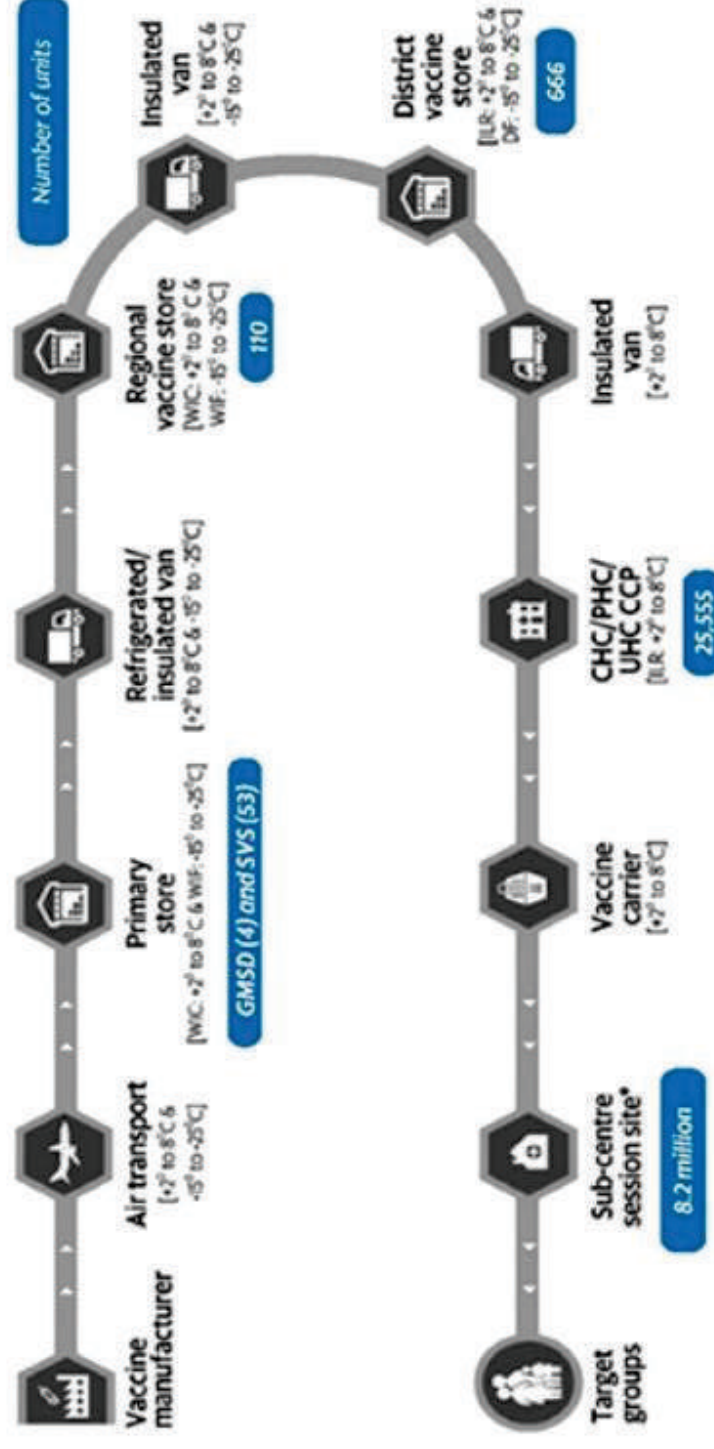 Number of units
Vaccine
manufacturer
Air transport
[+2° to 8°C &
-15° to -25°C]
Primary
store
[WIC: +2° to 8°C & WIF: -15° to -25°C]
GMSD (4) and SVS (53)
Refrigerated/
insulated van
[+2° to 8°C & -15° to -25°C]
Regional
vaccine store
[WIC: +2° to 8° C &
WIF: -15° to -25°C]
110
Insulated
van
[+2° to 8°C &
-15° to -25°C]
District
vaccine
store
[ILR: +2° to 8°C &
DF: -15° to -25°C]
666
Insulated
van
[+2° to 8°C]
CHC/PHC/
UHC CCP
[ILR: +2° to 8°C]
25,555
Vaccine
carrier
[+2° to 8°C]
Sub-centre
session site*
8.2 million
Target
groups